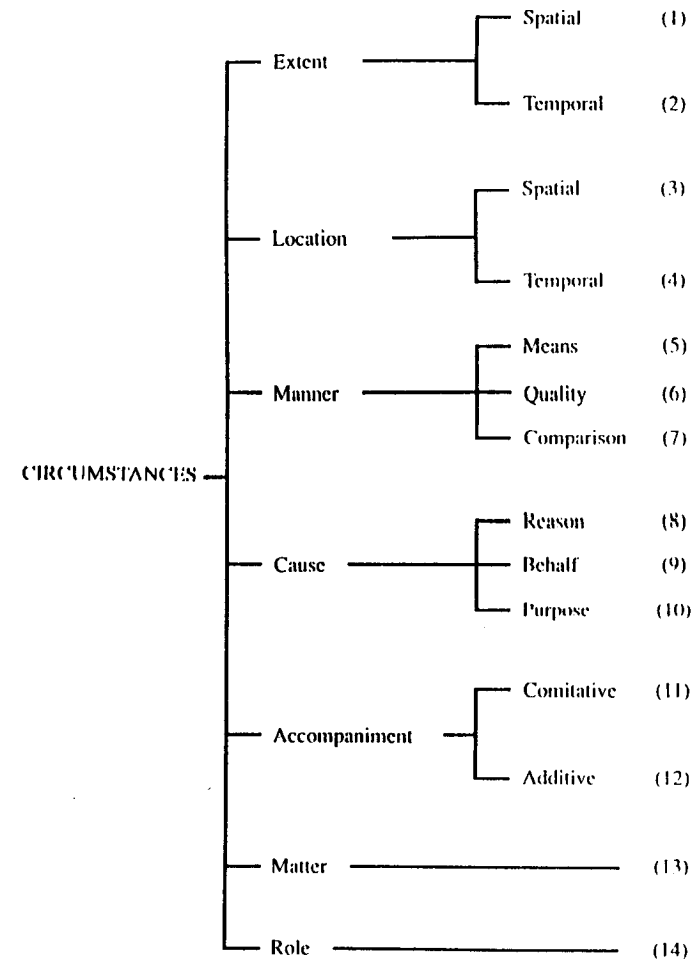 Spatial (1)
Extent
Temporal (2)
Spatial (3)
Location
Temporal (4)
Means (5)
Manner Quality (6)
Comparison (7)
CIRCUMSTANCES
Reason (8)
Cause Behalf (9)
Purpose (10)
Comitative (11)
Accompaniment
Additive (12)
Matter (13)
Role (14)